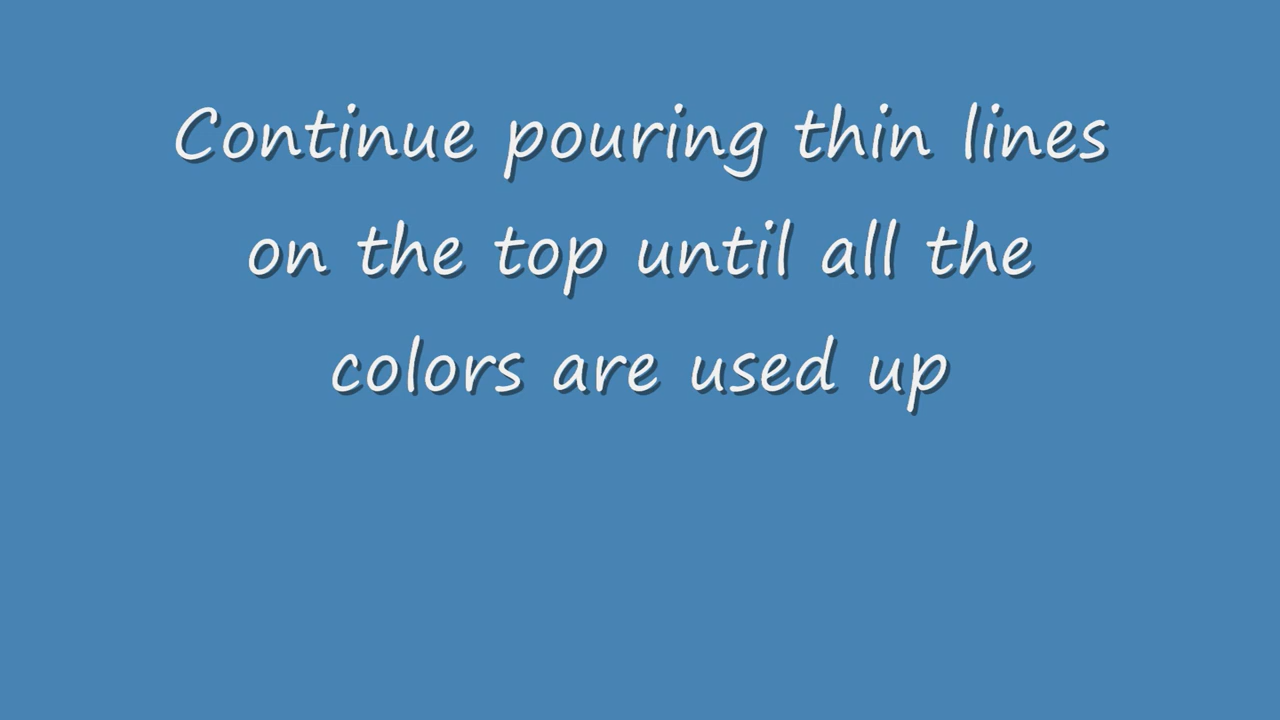 Continue pouring thin lines
on the top until all the
colors are used up